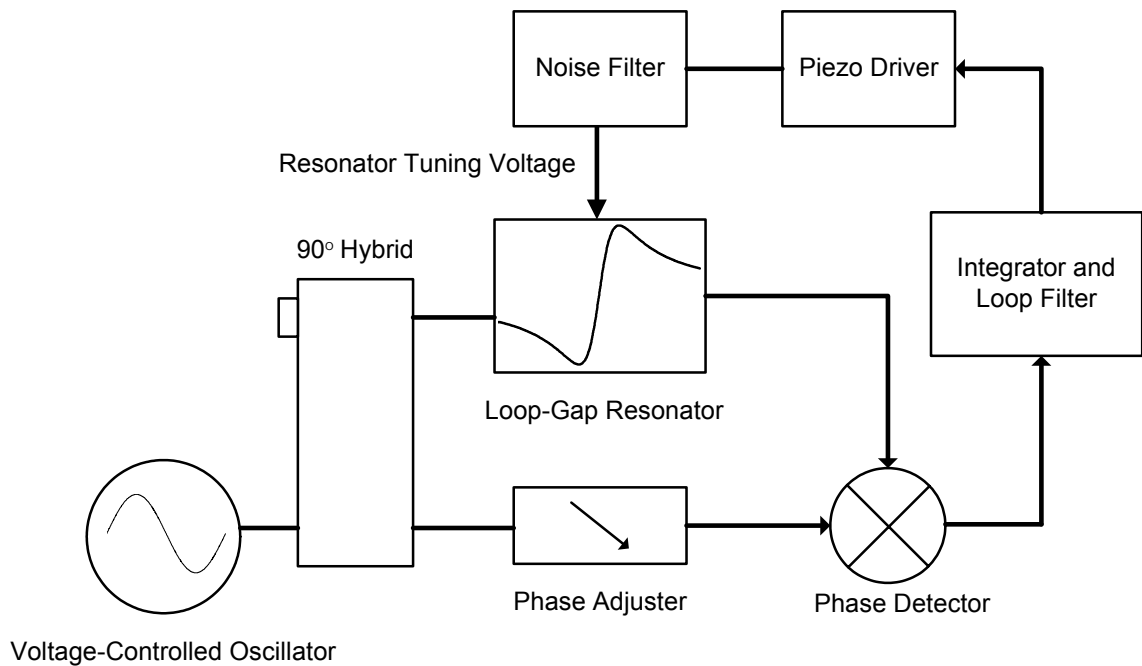 Noise Filter
Piezo Driver
Resonator Tuning Voltage
90° Hybrid
Integrator and
Loop Filter
Loop-Gap Resonator
Phase Adjuster
Phase Detector
Voltage-Controlled Oscillator